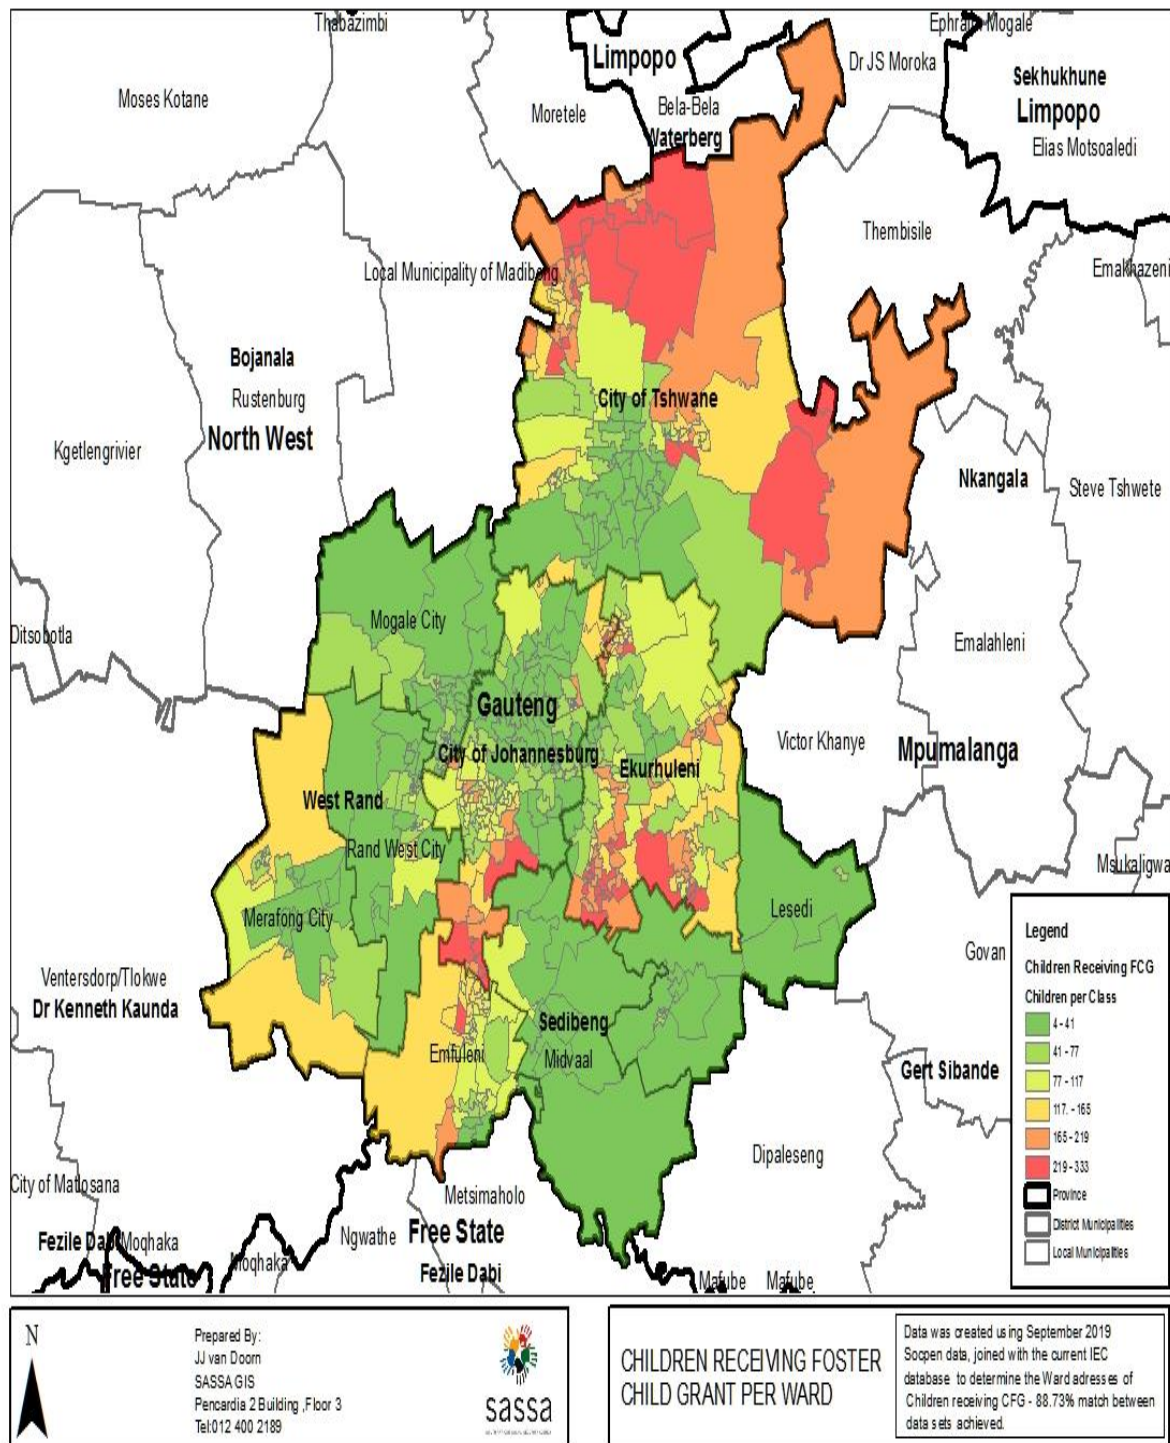 Thabazimbi
Ephraim Mogale
Limpopo
Dr JS Moroka
Sekhukhune
Limpopo
Moses Kotane
Moretele
Bela-Bela
Waterberg
Elias Motsoaledi
Thembisile
Emakhazeni
Local Municipality of Madibeng
Bojanala
Rustenburg
North West
City of Tshwane
Kgetlengrivier
Nkangala
Steve Tshwete
Ditsobotla
Mogale City
Emalahleni
Gauteng
City of Johannesburg
Victor Khanye
Mpumalanga
Ekurhuleni
West Rand
Rand West City
Msukaligwa
Merafong City
Lesedi
Govan
Ventersdorp/Tlokwe
Dr Kenneth Kaunda
Sedibeng
Emfuleni
Midvaal
Gert Sibande
Dipaleseng
City of Matlosana
Metsimaholo
Free State
Fezile Dabi
Ngwathe
Fezile Dabi
Moqhaka
Free State
Moqhaka
Mafube
Mafube
Legend
Children Receiving FCG
Children per Class
4 - 41
41 - 77
77 - 117
117. - 165
165 - 219
219 - 333
Province
District Municipalities
Local Municipalities
N
Prepared By:
JJ van Doorn
SASSA GIS
Pencardia 2 Building ,Floor 3
Tel:012 400 2189
sassa
CHILDREN RECEIVING FOSTER
CHILD GRANT PER WARD
Data was created using September 2019
Socpen data, joined with the current IEC
database to determine the Ward adresses of
Children receiving CFG - 88.73% match between
data sets achieved.